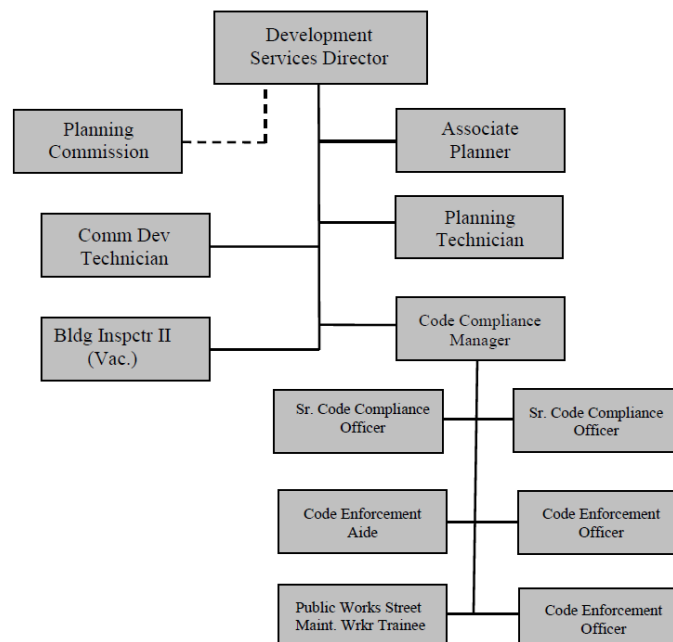 Development
Services Director
Planning
Commission
Associate
Planner
Comm Dev
Technician
Planning
Technician
Bldg Inspctr II
(Vac.)
Code Compliance
Manager
Sr. Code Compliance
Officer
Sr. Code Compliance
Officer
Code Enforcement
Aide
Code Enforcement
Officer
Public Works Street
Maint. Wrkr Trainee
Code Enforcement
Officer